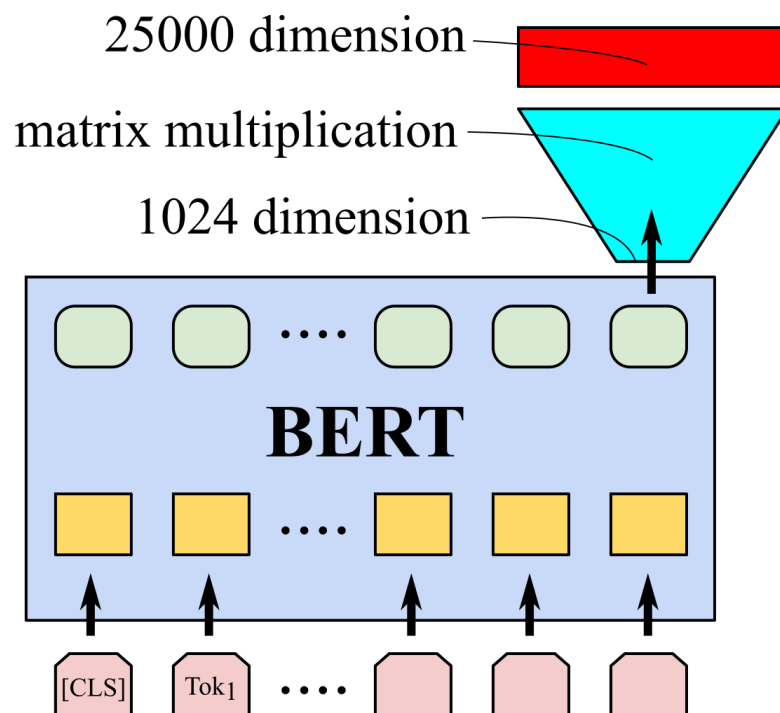 25000 dimension
matrix multiplication
1024 dimension
....
BERT
....
[CLS] Tok1 ....